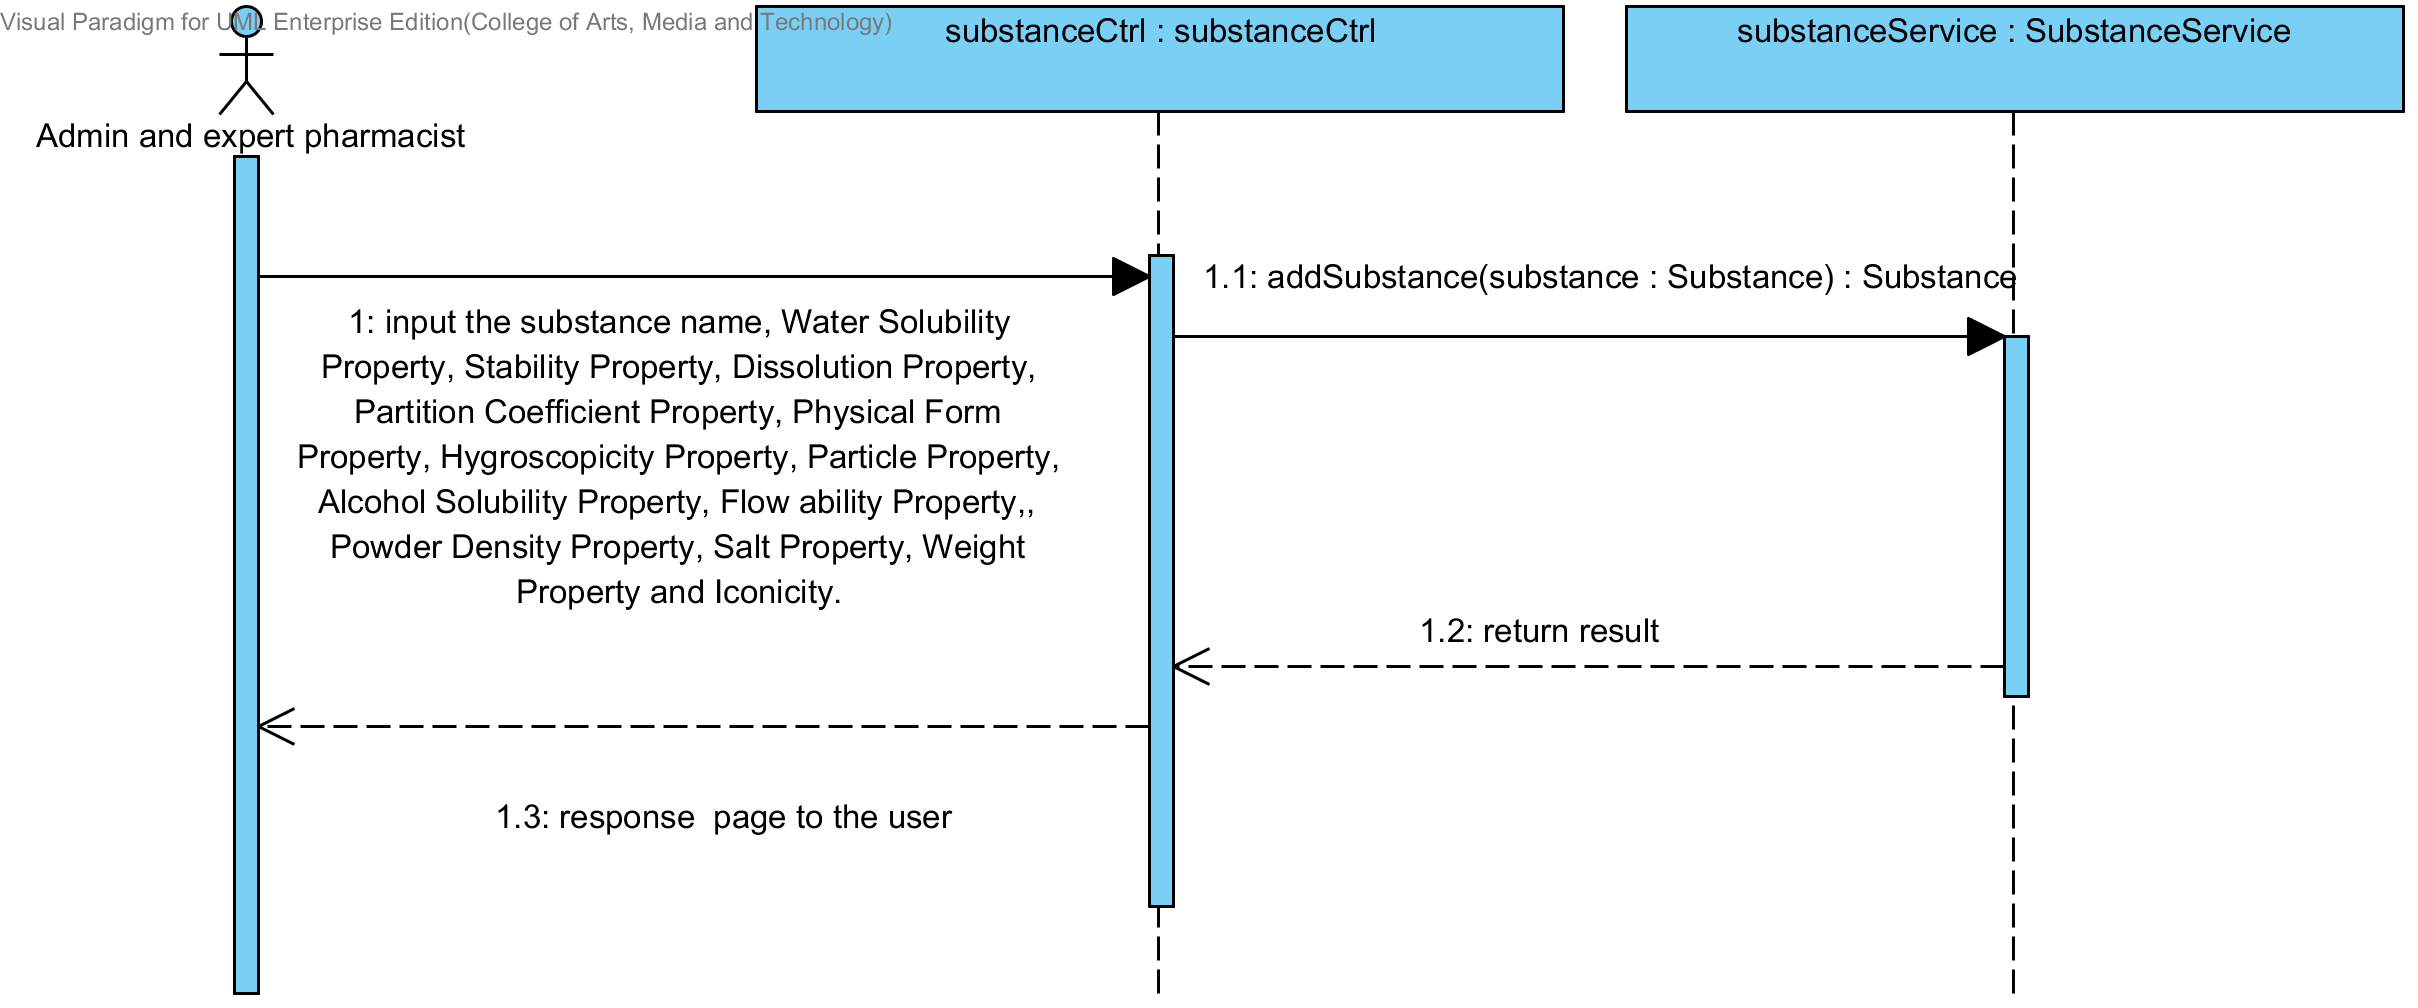 Visual Paradigm for UML Enterprise Edition(College of Arts, Media and Technology)
substanceCtrl : substanceCtrl
substanceService : SubstanceService
Admin and expert pharmacist
1.1: addSubstance(substance : Substance) : Substance
1: input the substance name, Water Solubility
Property, Stability Property, Dissolution Property,
Partition Coefficient Property, Physical Form
Property, Hygroscopicity Property, Particle Property,
Alcohol Solubility Property, Flow ability Property,,
Powder Density Property, Salt Property, Weight
Property and Iconicity.
1.2: return result
1.3: response  page to the user